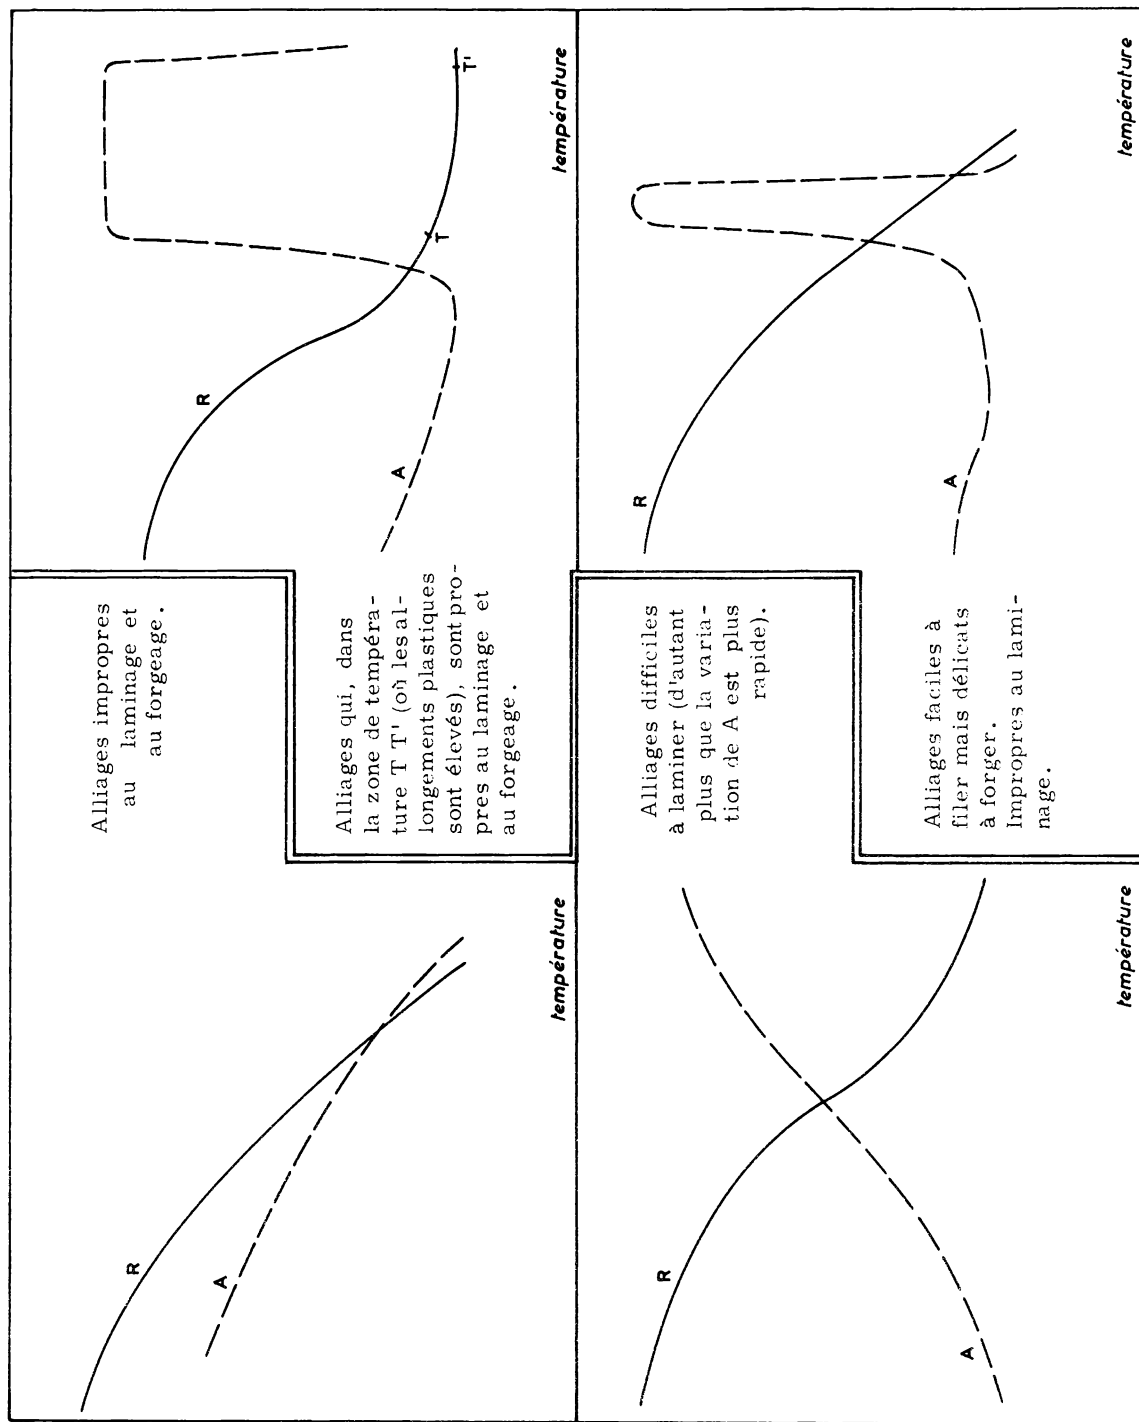 R
A
température
Alliages impropres
au laminage et
au forgeage.
Alliages qui, dans
la zone de tempéra-
ture T T' (où les al-
longements plastiques
sont élevés), sont pro-
pres au laminage et
au forgeage.
R
A
T
T'
température
R
A
température
Alliages difficiles
à laminer (d'autant
plus que la varia-
tion de A est plus
rapide).
Alliages faciles à
filer mais délicats
à forger.
Impropres au lami-
nage.
R
A
température